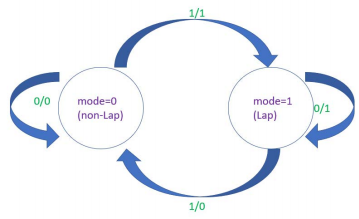 1/1
0/0
mode=0
(non-Lap)
mode=1
(Lap)
0/1
1/0